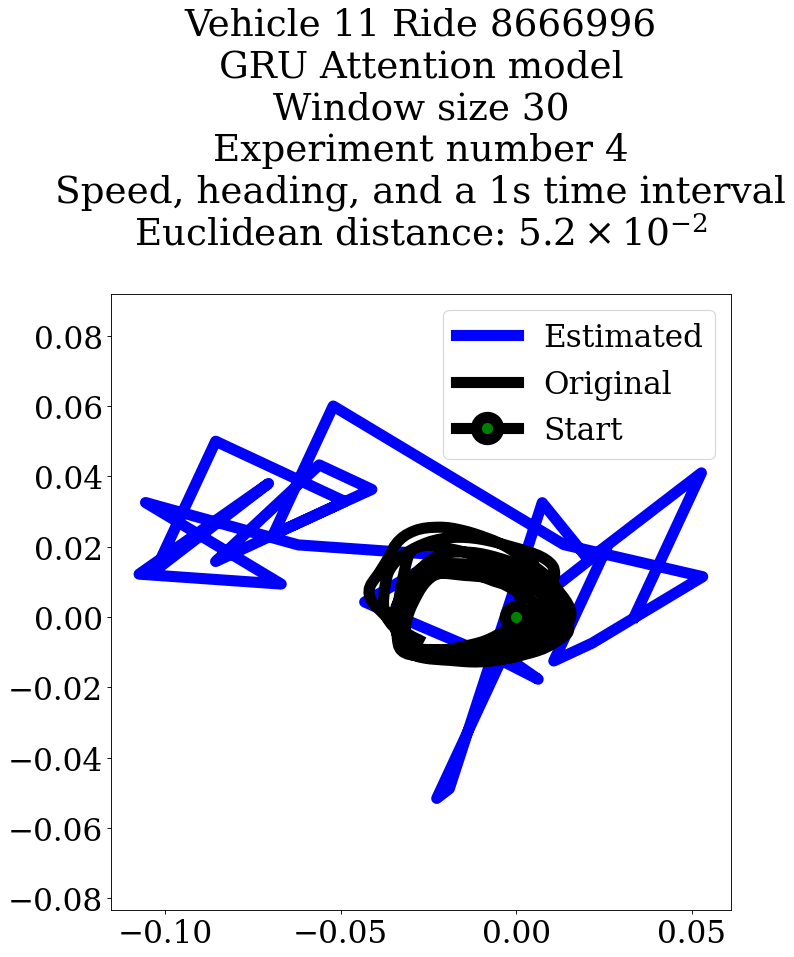 Vehicle 11 Ride 8666996
GRU Attention model
Window size 30
Experiment number 4
Speed, heading, and a 1s time interval
Euclidean distance: 5.2 × 10⁻²
Estimated
Original
Start
0.08
0.06
0.04
0.02
0.00
−0.02
−0.04
−0.06
−0.08
−0.10 −0.05 0.00 0.05